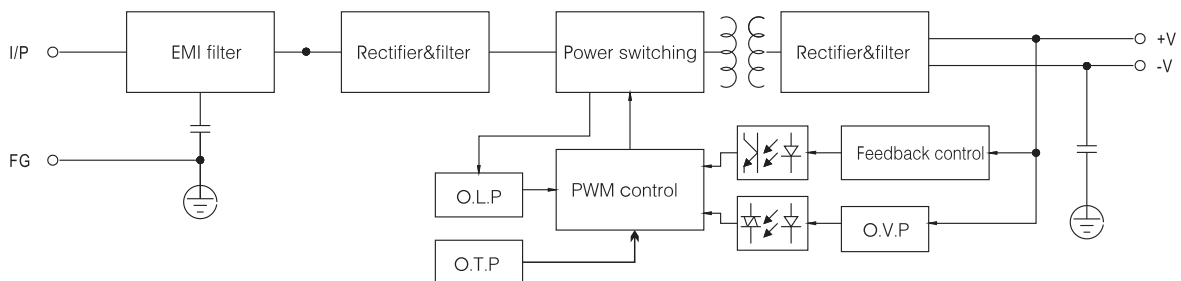 I/P
EMI filter
Rectifier&filter
Power switching
Rectifier&filter
+V
-V
FG
O.L.P
PWM control
Feedback control
O.V.P
O.T.P